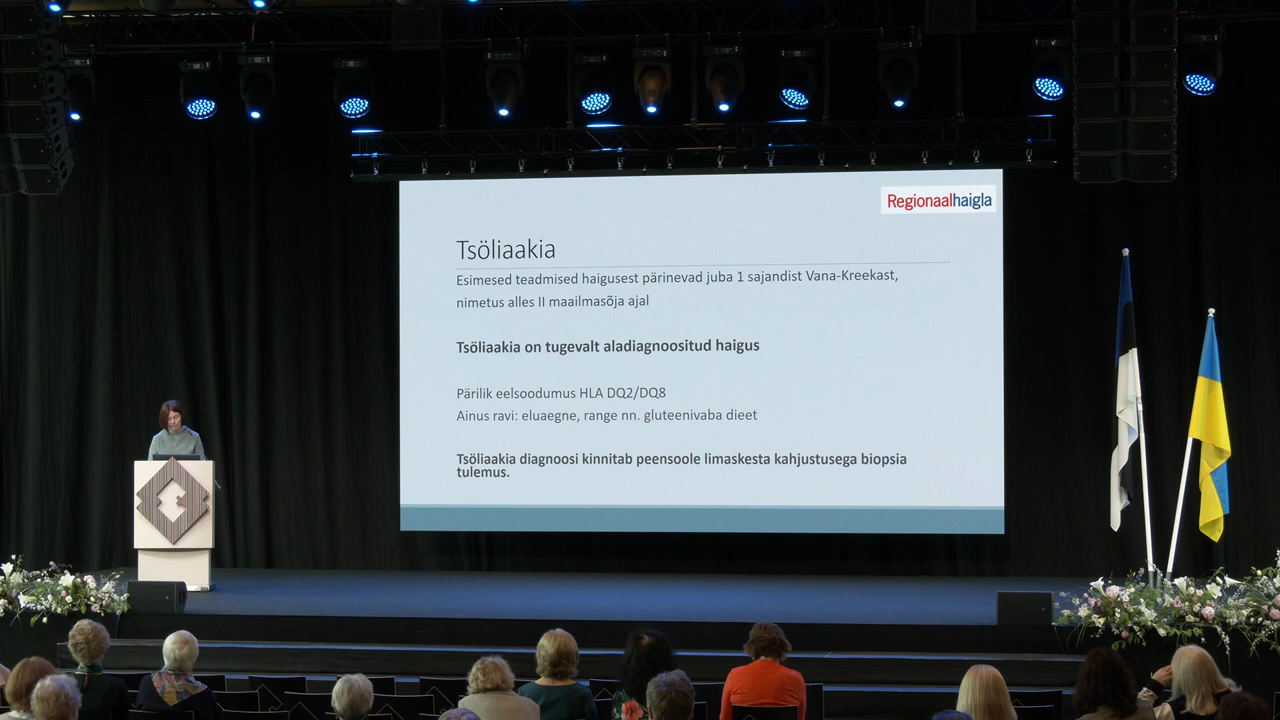 Regionaalhaigla
Tsöliaakia
Esimesed teadmised haigusest pärinevad juba 1 sajandist Vana-Kreekast,
nimetus alles II maailmasõja ajal
Tsöliaakia on tugevalt aladiagnoositud haigus
Pärilik eelsoodumus HLA DQ2/DQ8
Ainus ravi: eluaegne, range nn. gluteenivaba dieet
Tsöliaakia diagnoosi kinnitab peensoole limaskesta kahjustusega biopsia
tulemus.